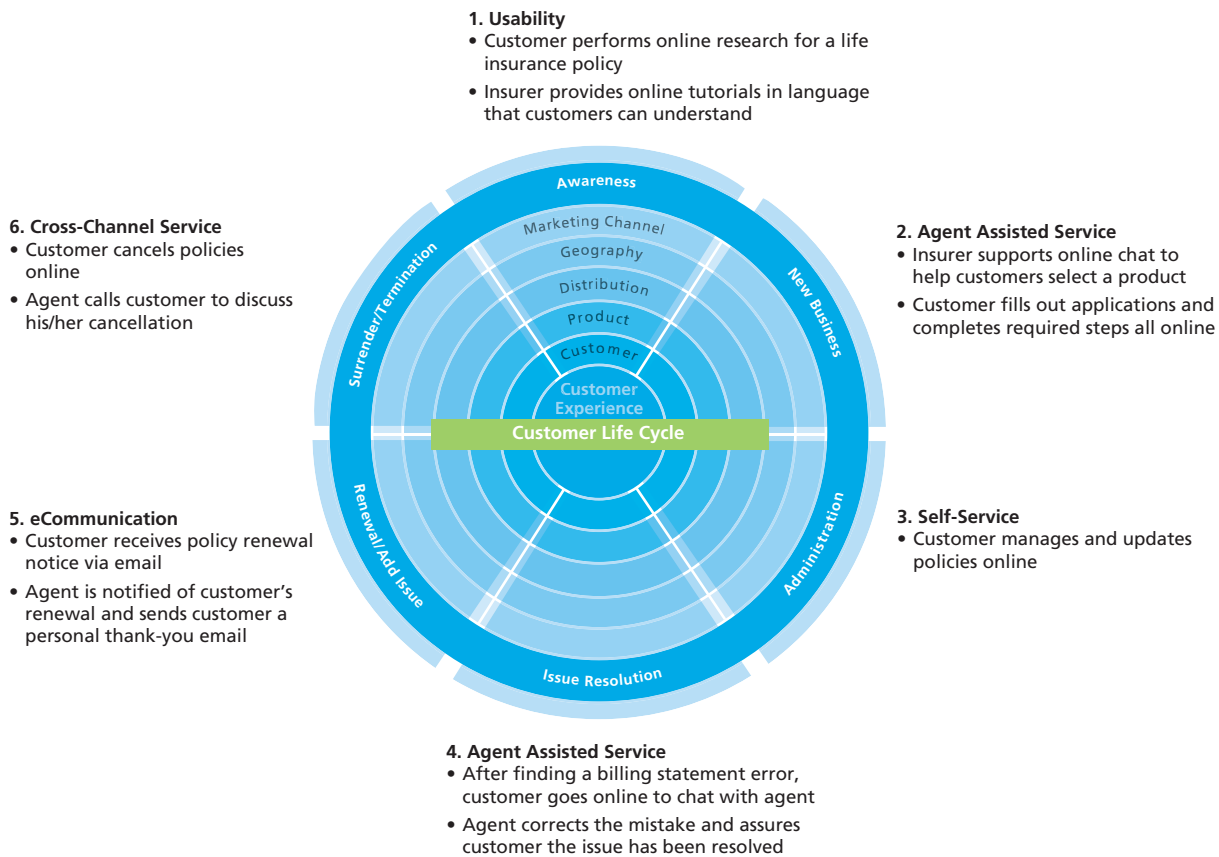 1. Usability
• Customer performs online research for a life
insurance policy
• Insurer provides online tutorials in language
that customers can understand
Awareness
Marketing Channel
Geography
Distribution
Product
Customer
Customer
Experience
Customer Life Cycle
New Business
Administration
Issue Resolution
Renewal/Add Issue
Surrender/Termination
2. Agent Assisted Service
• Insurer supports online chat to
help customers select a product
• Customer fills out applications and
completes required steps all online
3. Self-Service
• Customer manages and updates
policies online
4. Agent Assisted Service
• After finding a billing statement error,
customer goes online to chat with agent
• Agent corrects the mistake and assures
customer the issue has been resolved
5. eCommunication
• Customer receives policy renewal
notice via email
• Agent is notified of customer’s
renewal and sends customer a
personal thank-you email
6. Cross-Channel Service
• Customer cancels policies
online
• Agent calls customer to discuss
his/her cancellation